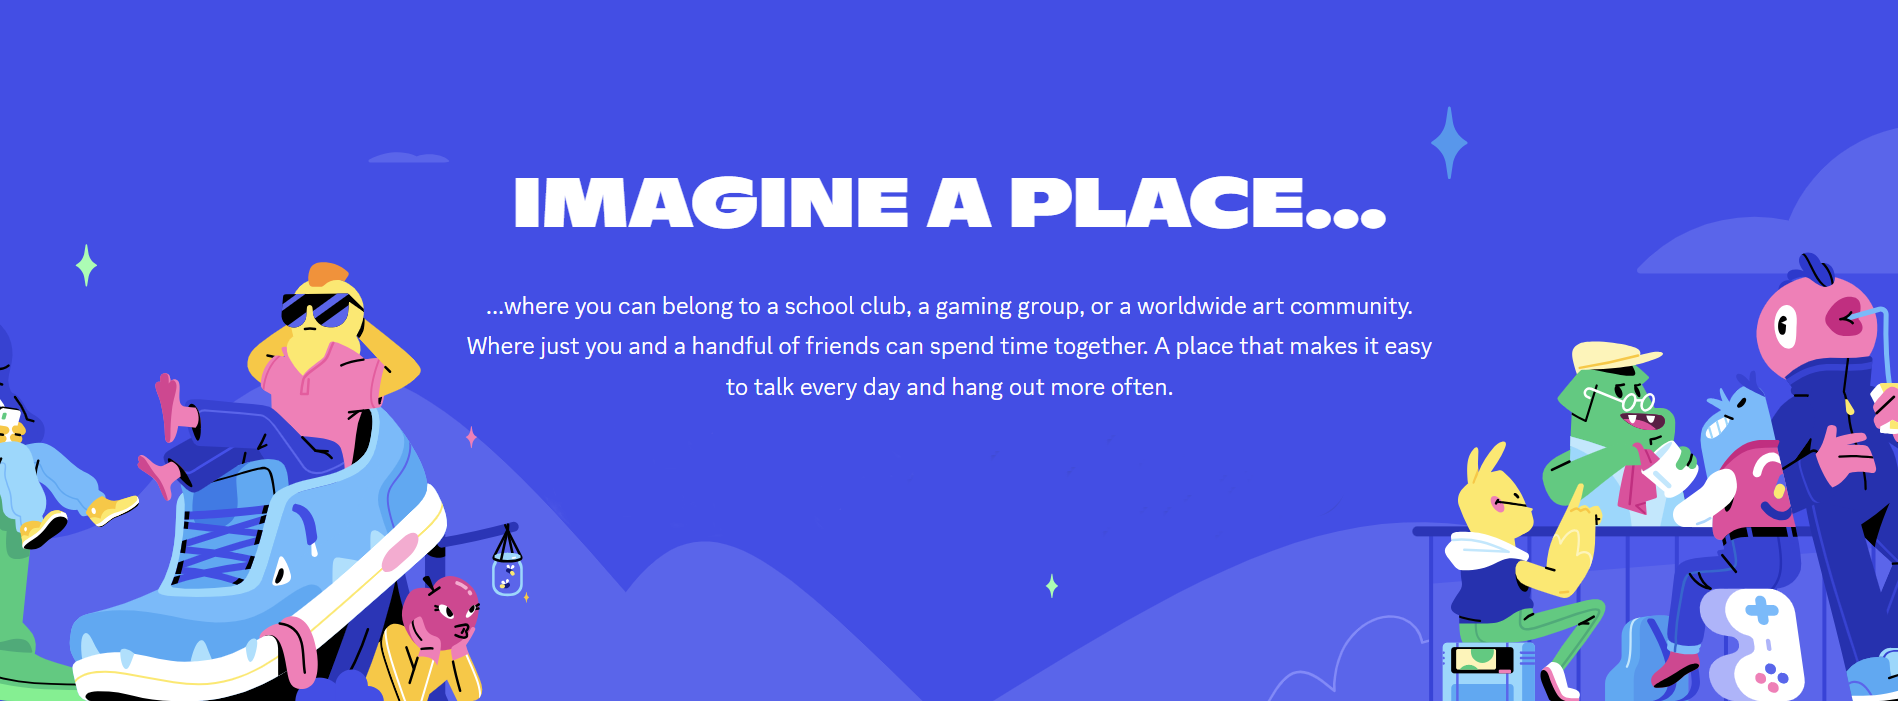 IMAGINE A PLACE...
...where you can belong to a school club, a gaming group, or a worldwide art community.
Where just you and a handful of friends can spend time together. A place that makes it easy
to talk every day and hang out more often.